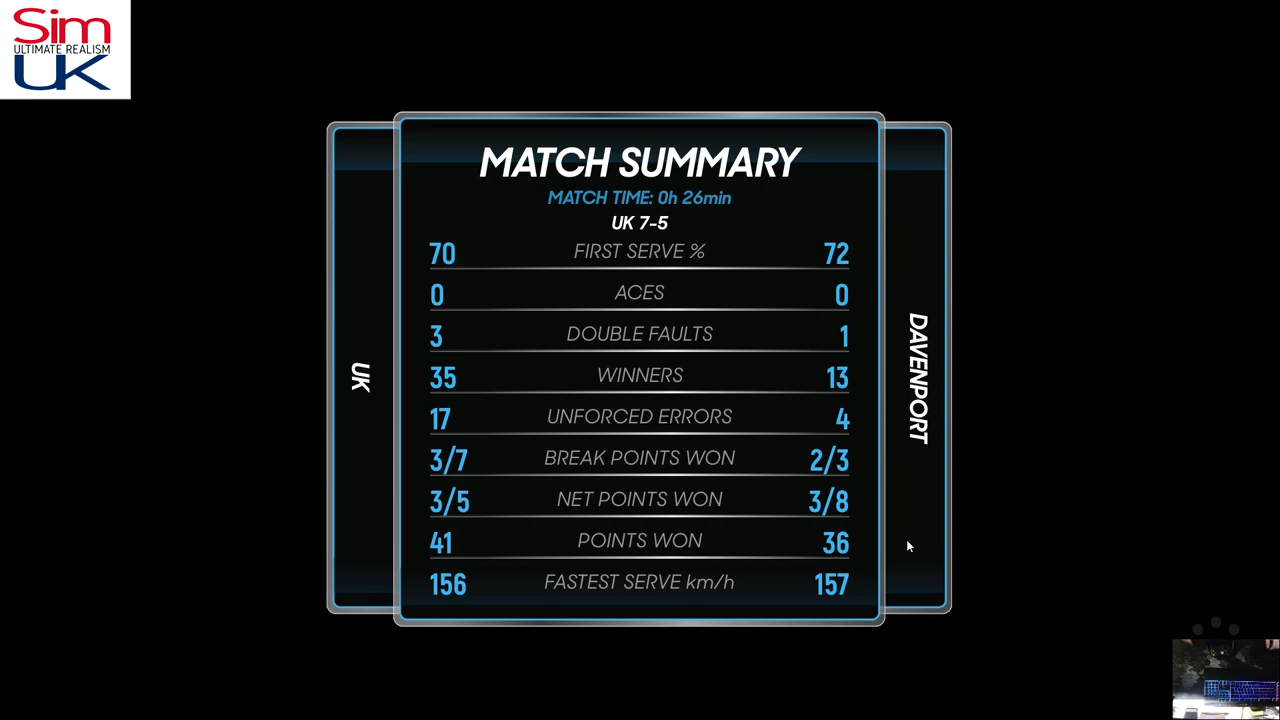 Sim
ULTIMATE REALISM
UK
MATCH SUMMARY
MATCH TIME: 0h 26min
UK 7-5
70 FIRST SERVE % 72
0 ACES 0
3 DOUBLE FAULTS 1
35 WINNERS 13
17 UNFORCED ERRORS 4
3/7 BREAK POINTS WON 2/3
3/5 NET POINTS WON 3/8
41 POINTS WON 36
156 FASTEST SERVE km/h 157
UK
DAVENPORT